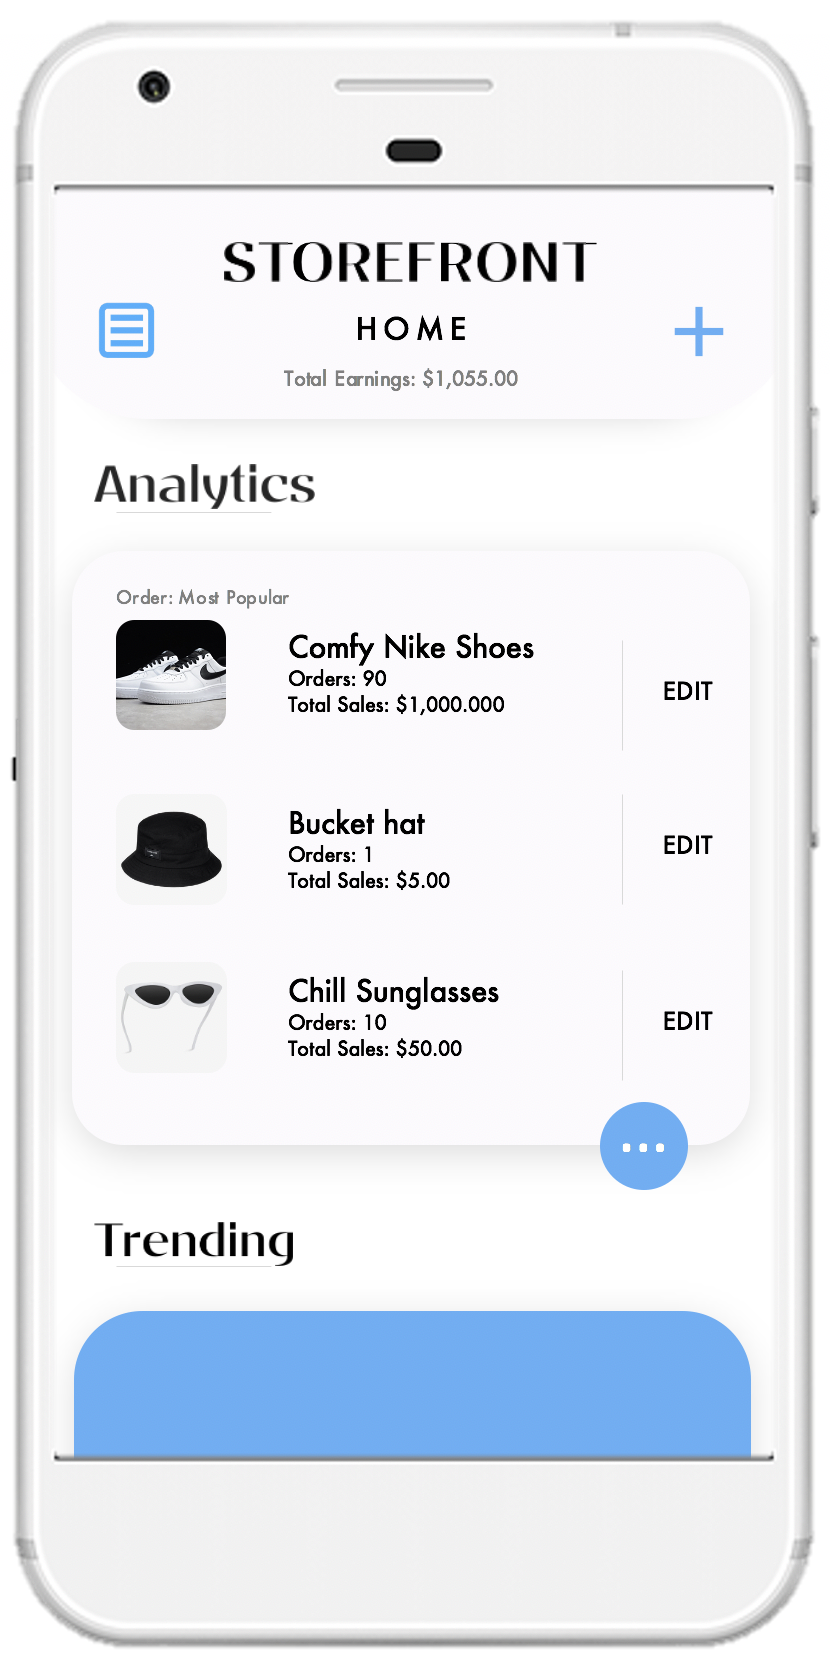 STOREFRONT
HOME
Total Earnings: $1,055.00
Analytics
Order: Most Popular
Comfy Nike Shoes
Orders: 90
Total Sales: $1,000.000
EDIT
Bucket hat
Orders: 1
Total Sales: $5.00
EDIT
Chill Sunglasses
Orders: 10
Total Sales: $50.00
EDIT
Trending